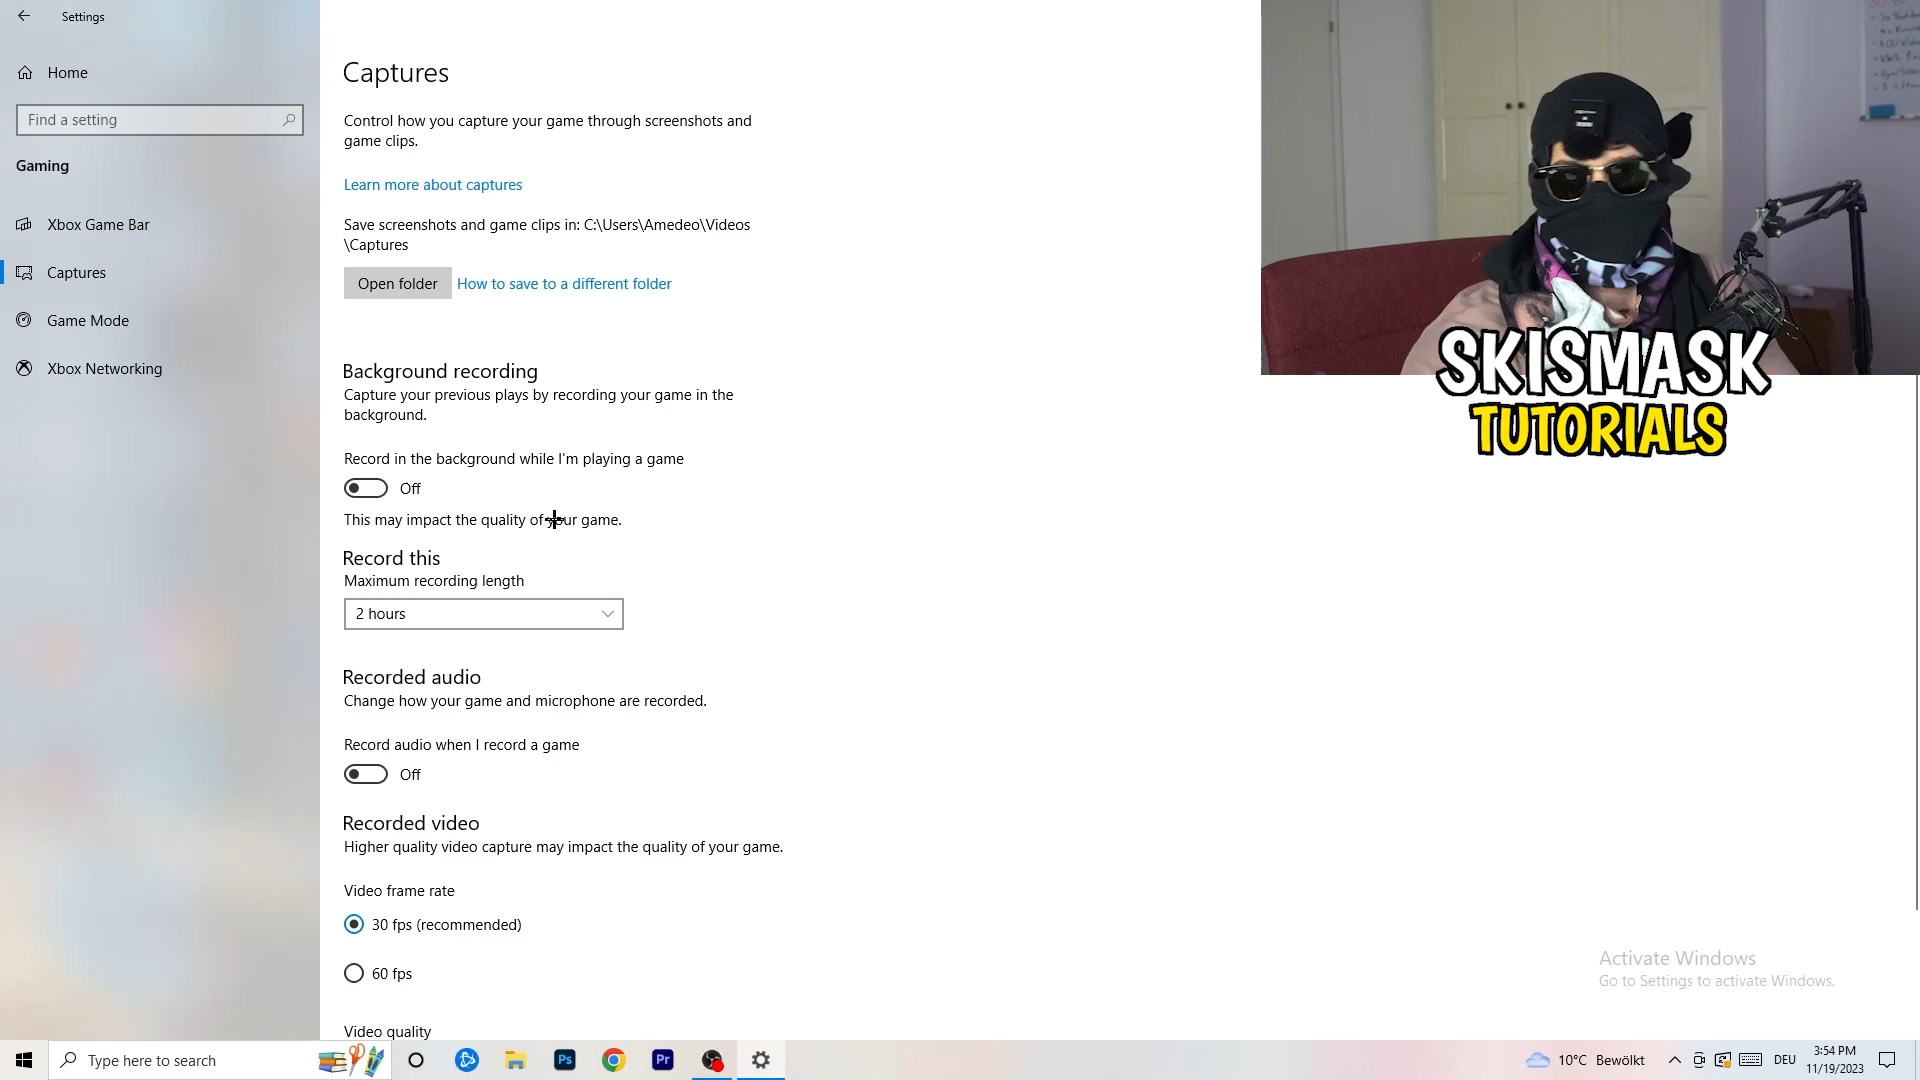 Settings
Home
Find a setting
Gaming
Xbox Game Bar
Captures
Game Mode
Xbox Networking
Captures
Control how you capture your game through screenshots and
game clips.
Learn more about captures
Save screenshots and game clips in: C:\Users\Amedeo\Videos
\Captures
Open folder
How to save to a different folder
Background recording
Capture your previous plays by recording your game in the
background.
Record in the background while I'm playing a game
Off
This may impact the quality of your game.
Record this
Maximum recording length
2 hours
Recorded audio
Change how your game and microphone are recorded.
Record audio when I record a game
Off
Recorded video
Higher quality video capture may impact the quality of your game.
Video frame rate
30 fps (recommended)
60 fps
Video quality
SKISMASK
TUTORIALS
Activate Windows
Go to Settings to activate Windows.
Type here to search
Ps
Pr
10°C Bewölkt
DEU
3:54 PM
11/19/2023